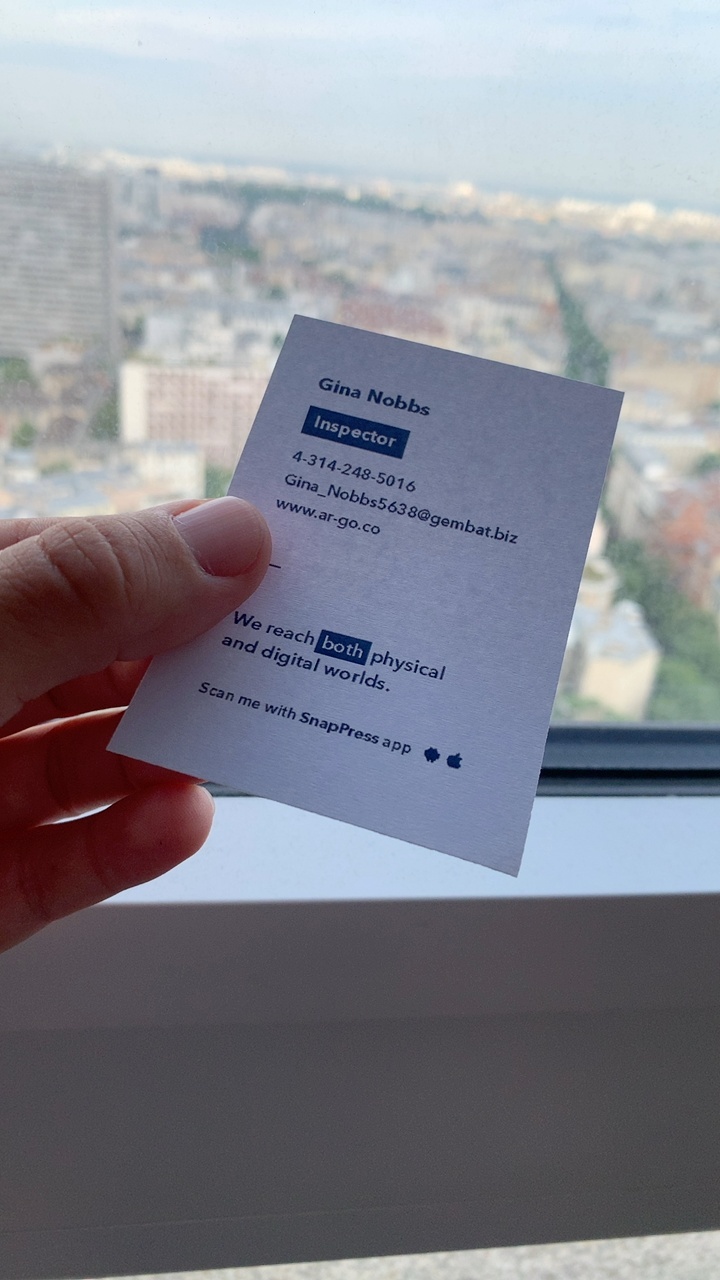 Gina Nobbs
Inspector
4-314-248-5016
Gina_Nobbs5638@gembat.biz
www.ar-go.co
We reach both physical
and digital worlds.
Scan me with SnapPress app